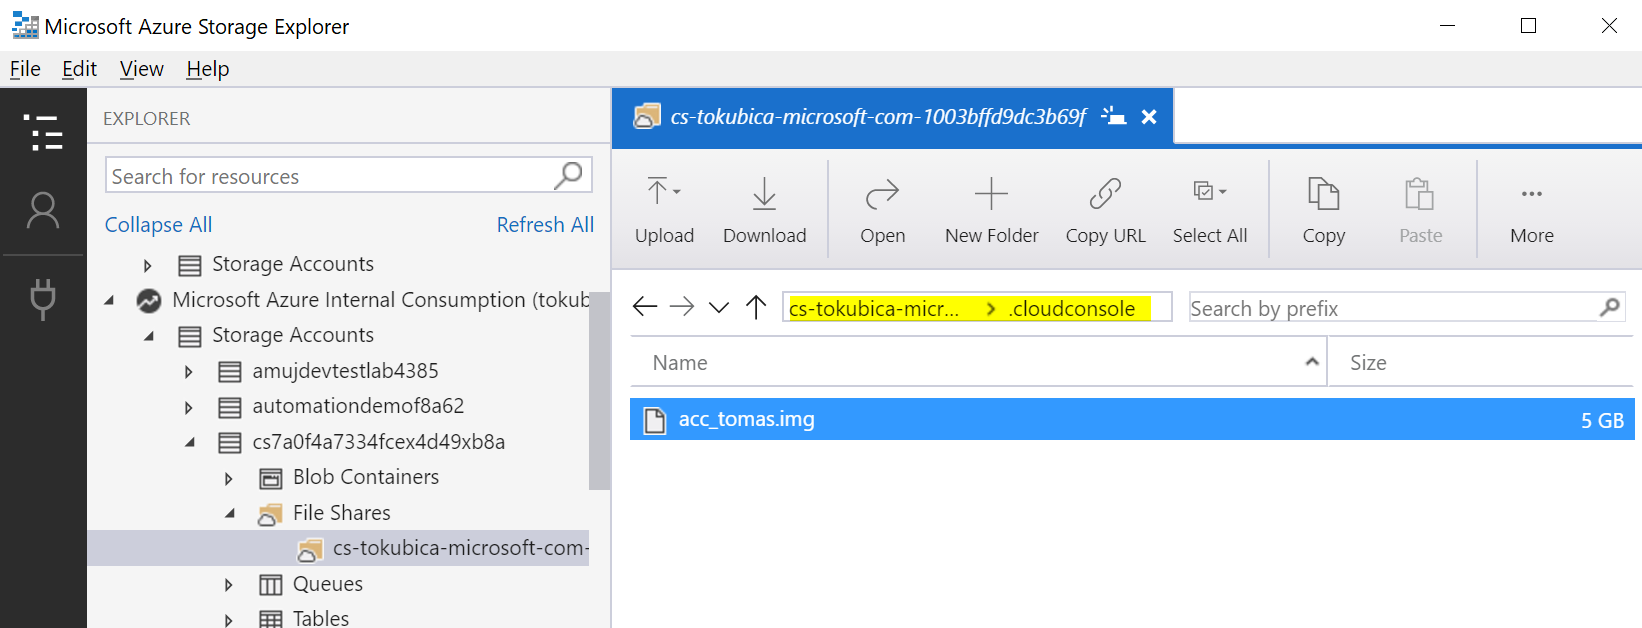 Microsoft Azure Storage Explorer
File Edit View Help
EXPLORER
Search for resources
Collapse All Refresh All
Storage Accounts
Microsoft Azure Internal Consumption (tokub
Storage Accounts
amujdevtestlab4385
automationdemof8a62
cs7a0f4a7334fcex4d49xb8a
Blob Containers
File Shares
cs-tokubica-microsoft-com-
Queues
Tables
cs-tokubica-microsoft-com-1003bffd9dc3b69f
Upload Download Open New Folder Copy URL Select All Copy Paste More
cs-tokubica-micr... .cloudconsole Search by prefix
Name Size
acc_tomas.img 5 GB